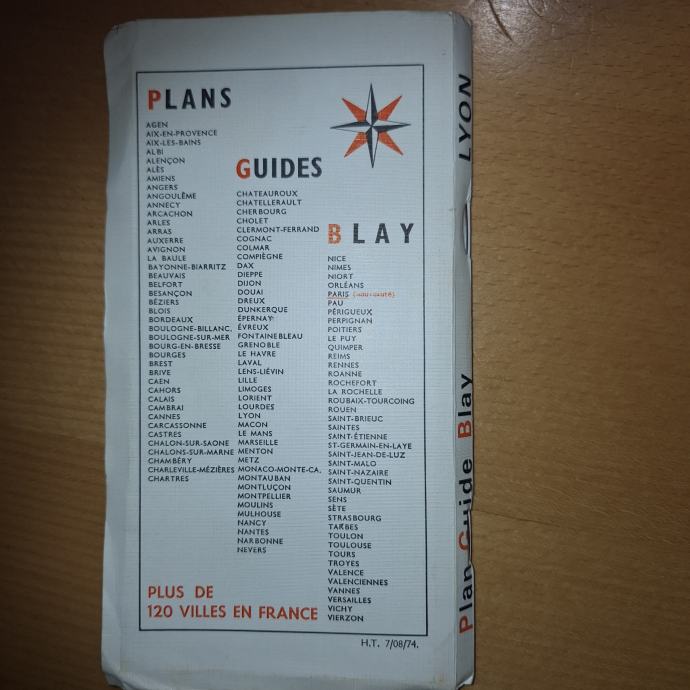 PLANS
AGEN
AIX-EN-PROVENCE
AIX-LES-BAINS
ALBI
ALENÇON
ALÈS
AMIENS
ANGERS
ANGOULÊME
ANNECY
ARCACHON
ARLES
ARRAS
AUXERRE
AVIGNON
LA BAULE
BAYONNE-BIARRITZ
BEAUVAIS
BELFORT
BESANÇON
BÉZIERS
BLOIS
BORDEAUX
BOULOGNE-BILLANC.
BOULOGNE-SUR-MER
BOURG-EN-BRESSE
BOURGES
BREST
BRIVE
CAEN
CAHORS
CALAIS
CAMBRAI
CANNES
CARCASSONNE
CASTRES
CHALON-SUR-SAONE
CHALONS-SUR-MARNE
CHAMBÉRY
CHARLEVILLE-MÉZIÈRES
CHARTRES
GUIDES
CHATEAUROUX
CHATELLERAULT
CHERBOURG
CHOLET
CLERMONT-FERRAND
COGNAC
COLMAR
COMPIÈGNE
DAX
DIEPPE
DIJON
DOUAI
DREUX
DUNKERQUE
ÉPERNAY
ÉVREUX
FONTAINEBLEAU
GRENOBLE
LE HAVRE
LAVAL
LENS-LIÉVIN
LILLE
LIMOGES
LORIENT
LOURDES
LYON
MACON
LE MANS
MARSEILLE
MENTON
METZ
MONACO-MONTE-CA.
MONTAUBAN
MONTLUÇON
MONTPELLIER
MOULINS
MULHOUSE
NANCY
NANTES
NARBONNE
NEVERS
BLAY
NICE
NIMES
NIORT
ORLÉANS
PARIS (nouveauté)
PAU
PÉRIGUEUX
PERPIGNAN
POITIERS
LE PUY
QUIMPER
REIMS
RENNES
ROANNE
ROCHEFORT
LA ROCHELLE
ROUBAIX-TOURCOING
ROUEN
SAINT-BRIEUC
SAINTES
SAINT-ÉTIENNE
ST-GERMAIN-EN-LAYE
SAINT-JEAN-DE-LUZ
SAINT-MALO
SAINT-NAZAIRE
SAINT-QUENTIN
SAUMUR
SENS
SÈTE
STRASBOURG
TARBES
TOULON
TOULOUSE
TOURS
TROYES
VALENCE
VALENCIENNES
VANNES
VERSAILLES
VICHY
VIERZON
PLUS DE
120 VILLES EN FRANCE
H.T. 7/08/74.
Plan Guide Blay LYON